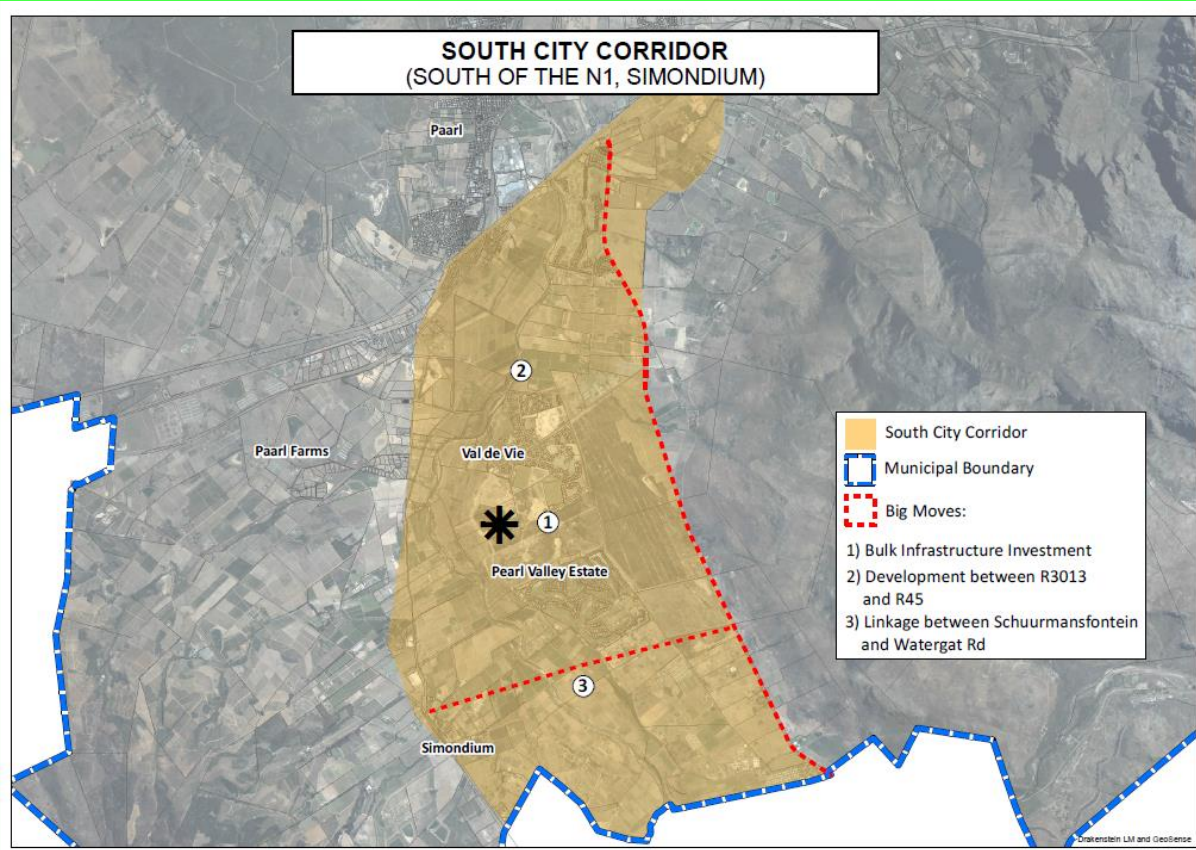 SOUTH CITY CORRIDOR
(SOUTH OF THE N1, SIMONDIUM)
Paarl
2
Paarl Farms
Val de Vie
1
Pearl Valley Estate
3
Simondium
South City Corridor
Municipal Boundary
Big Moves:
1) Bulk Infrastructure Investment
2) Development between R3013
and R45
3) Linkage between Schuurmansfontein
and Watergat Rd
Drakenstein LM and GeoSense